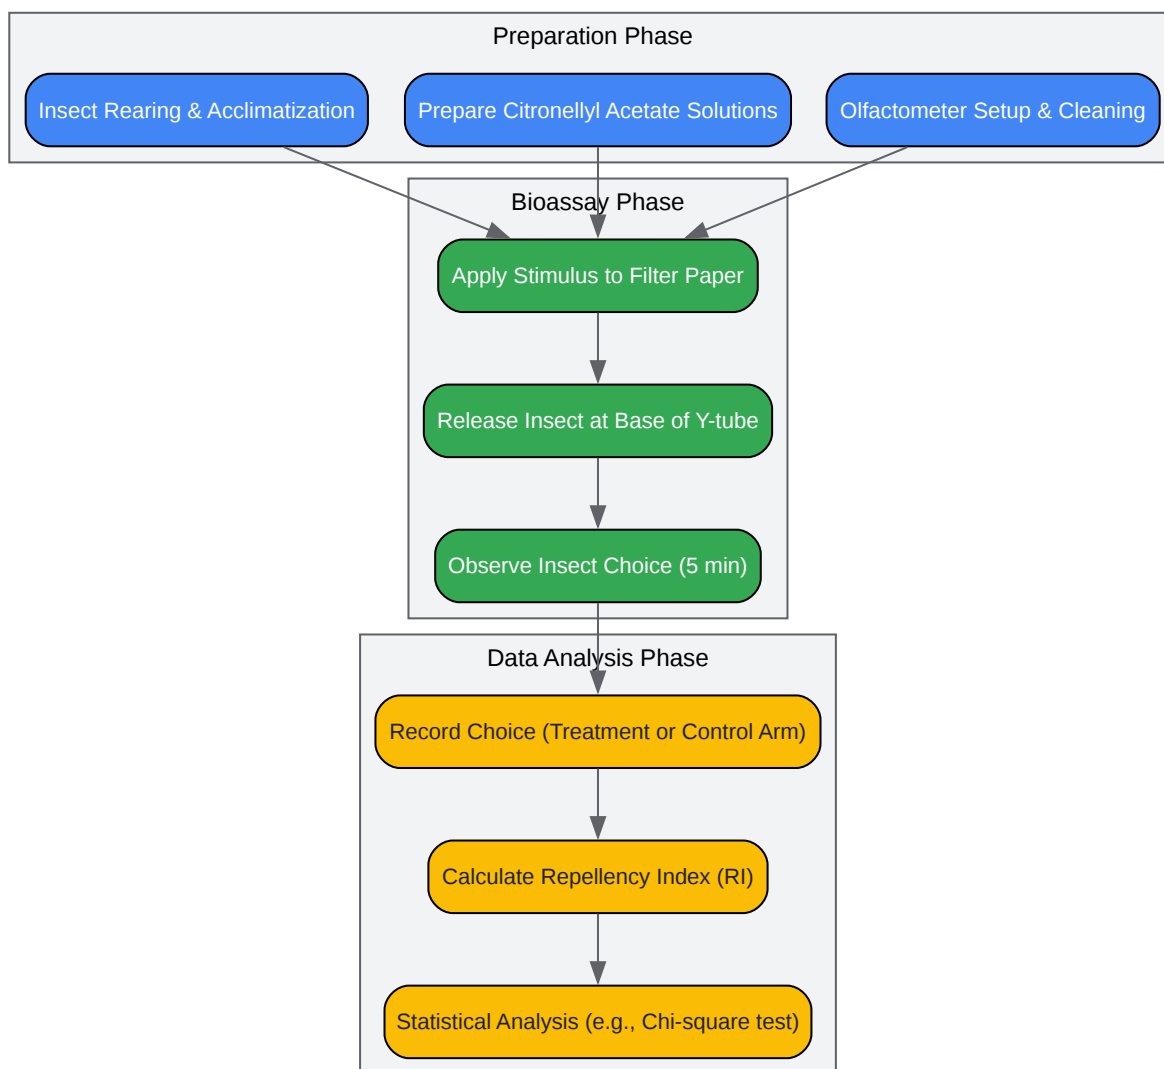 Preparation Phase
Insect Rearing & Acclimatization
Prepare Citronellyl Acetate Solutions
Olfactometer Setup & Cleaning
Bioassay Phase
Apply Stimulus to Filter Paper
Release Insect at Base of Y-tube
Observe Insect Choice (5 min)
Data Analysis Phase
Record Choice (Treatment or Control Arm)
Calculate Repellency Index (RI)
Statistical Analysis (e.g., Chi-square test)